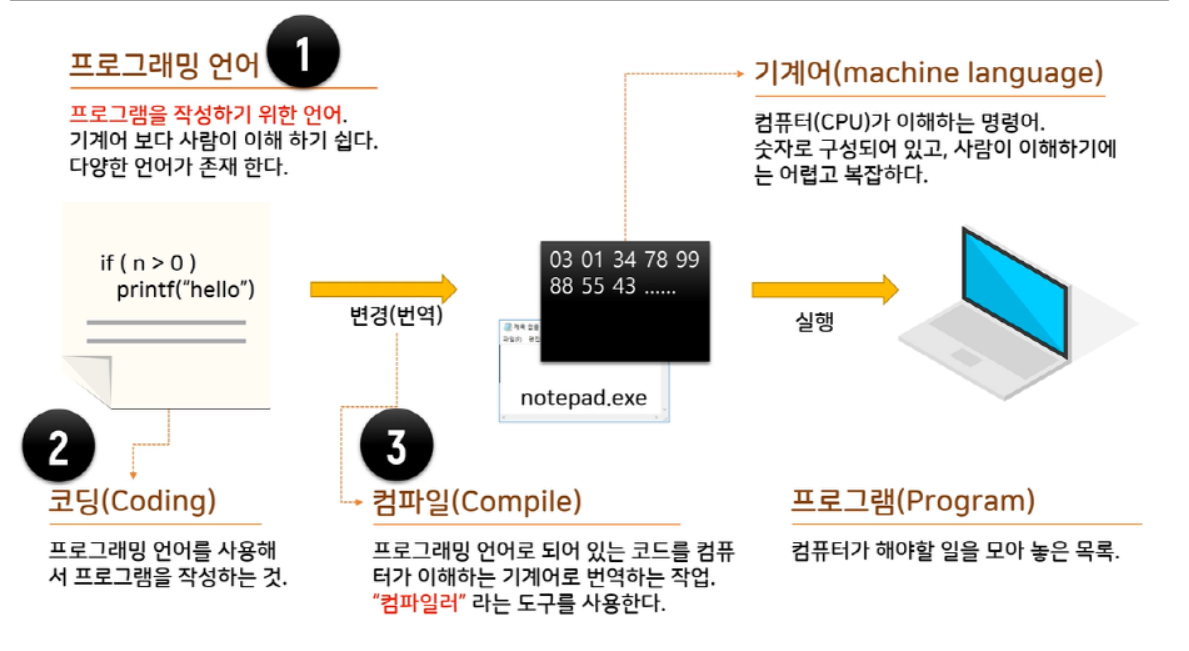 프로그래밍 언어
1
프로그램을 작성하기 위한 언어.
기계어 보다 사람이 이해 하기 쉽다.
다양한 언어가 존재 한다.
기계어(machine language)
컴퓨터(CPU)가 이해하는 명령어.
숫자로 구성되어 있고, 사람이 이해하기에
는 어렵고 복잡하다.
if ( n > 0 )
printf(“hello”)
변경(번역)
03 01 34 78 99
88 55 43 ......
제목 없음
파일(F) 편집
notepad.exe
실행
2
코딩(Coding)
프로그래밍 언어를 사용해
서 프로그램을 작성하는 것.
3
컴파일(Compile)
프로그래밍 언어로 되어 있는 코드를 컴퓨
터가 이해하는 기계어로 번역하는 작업.
“컴파일러” 라는 도구를 사용한다.
프로그램(Program)
컴퓨터가 해야할 일을 모아 놓은 목록.